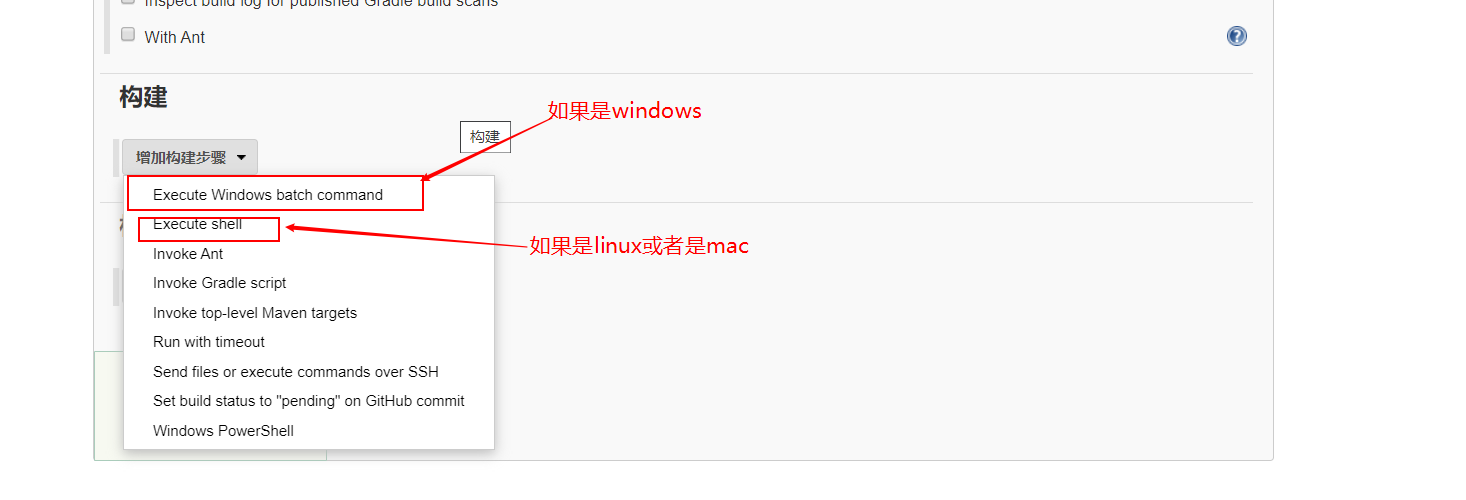 Inspect build log for published Gradle build scans
With Ant
构建
如果是windows
构建
增加构建步骤
Execute Windows batch command
Execute shell
如果是linux或者是mac
Invoke Ant
Invoke Gradle script
Invoke top-level Maven targets
Run with timeout
Send files or execute commands over SSH
Set build status to "pending" on GitHub commit
Windows PowerShell